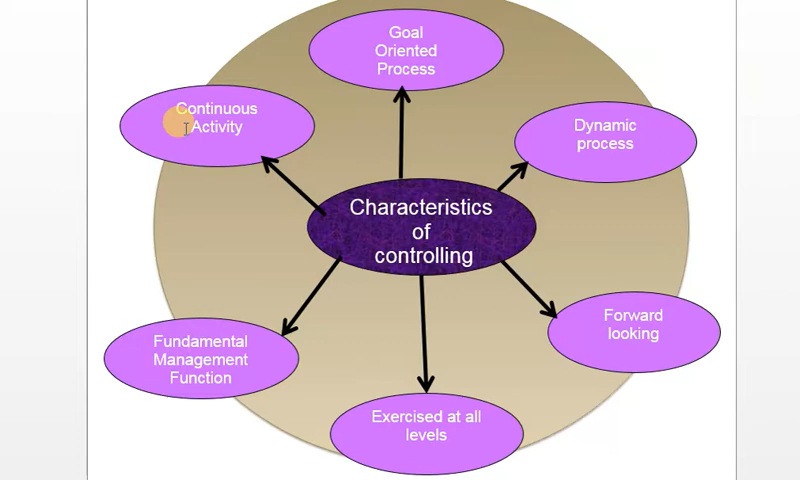 Goal
Oriented
Process
Continuous
Activity
Dynamic
process
Characteristics
of
controlling
Forward
looking
Fundamental
Management
Function
Exercised at all
levels